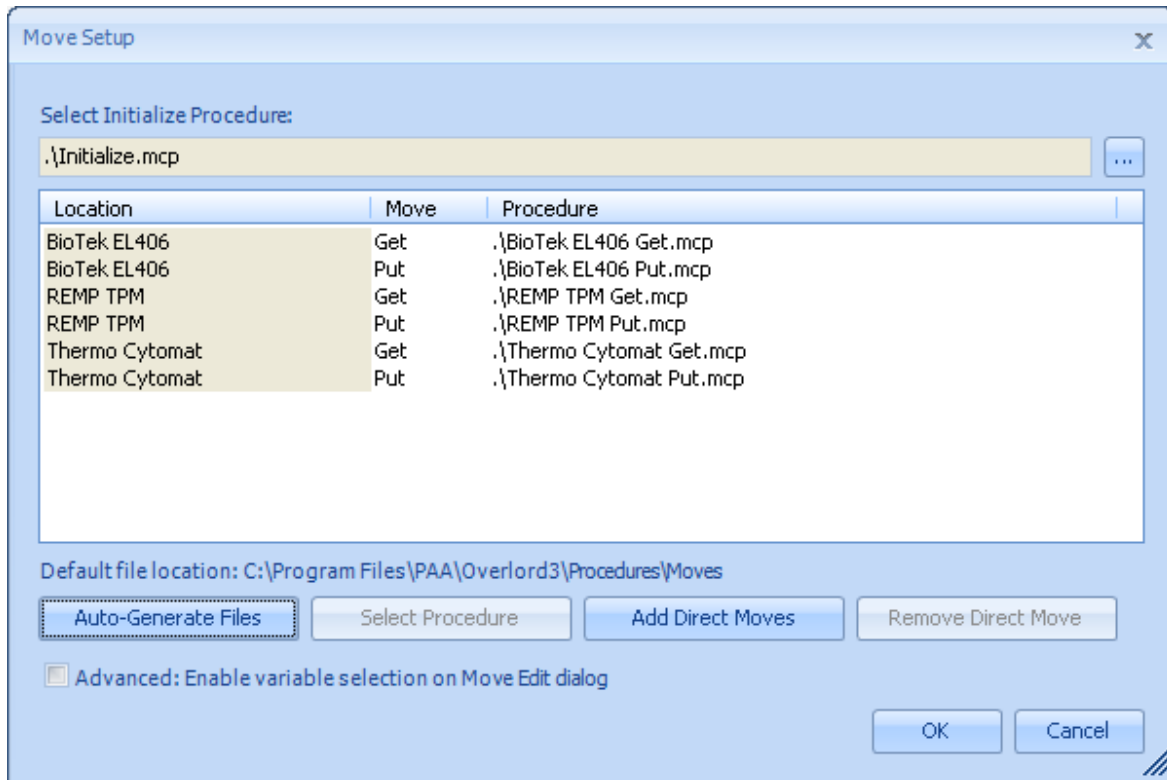 Move Setup
Select Initialize Procedure:
.\Initialize.mcp
...
Location Move Procedure
BioTek EL406 Get .\BioTek EL406 Get.mcp
BioTek EL406 Put .\BioTek EL406 Put.mcp
REMP TPM Get .\REMP TPM Get.mcp
REMP TPM Put .\REMP TPM Put.mcp
Thermo Cytomat Get .\Thermo Cytomat Get.mcp
Thermo Cytomat Put .\Thermo Cytomat Put.mcp
Default file location: C:\Program Files\PAA\Overlord3\Procedures\Moves
Auto-Generate Files Select Procedure Add Direct Moves Remove Direct Move
Advanced: Enable variable selection on Move Edit dialog
OK Cancel